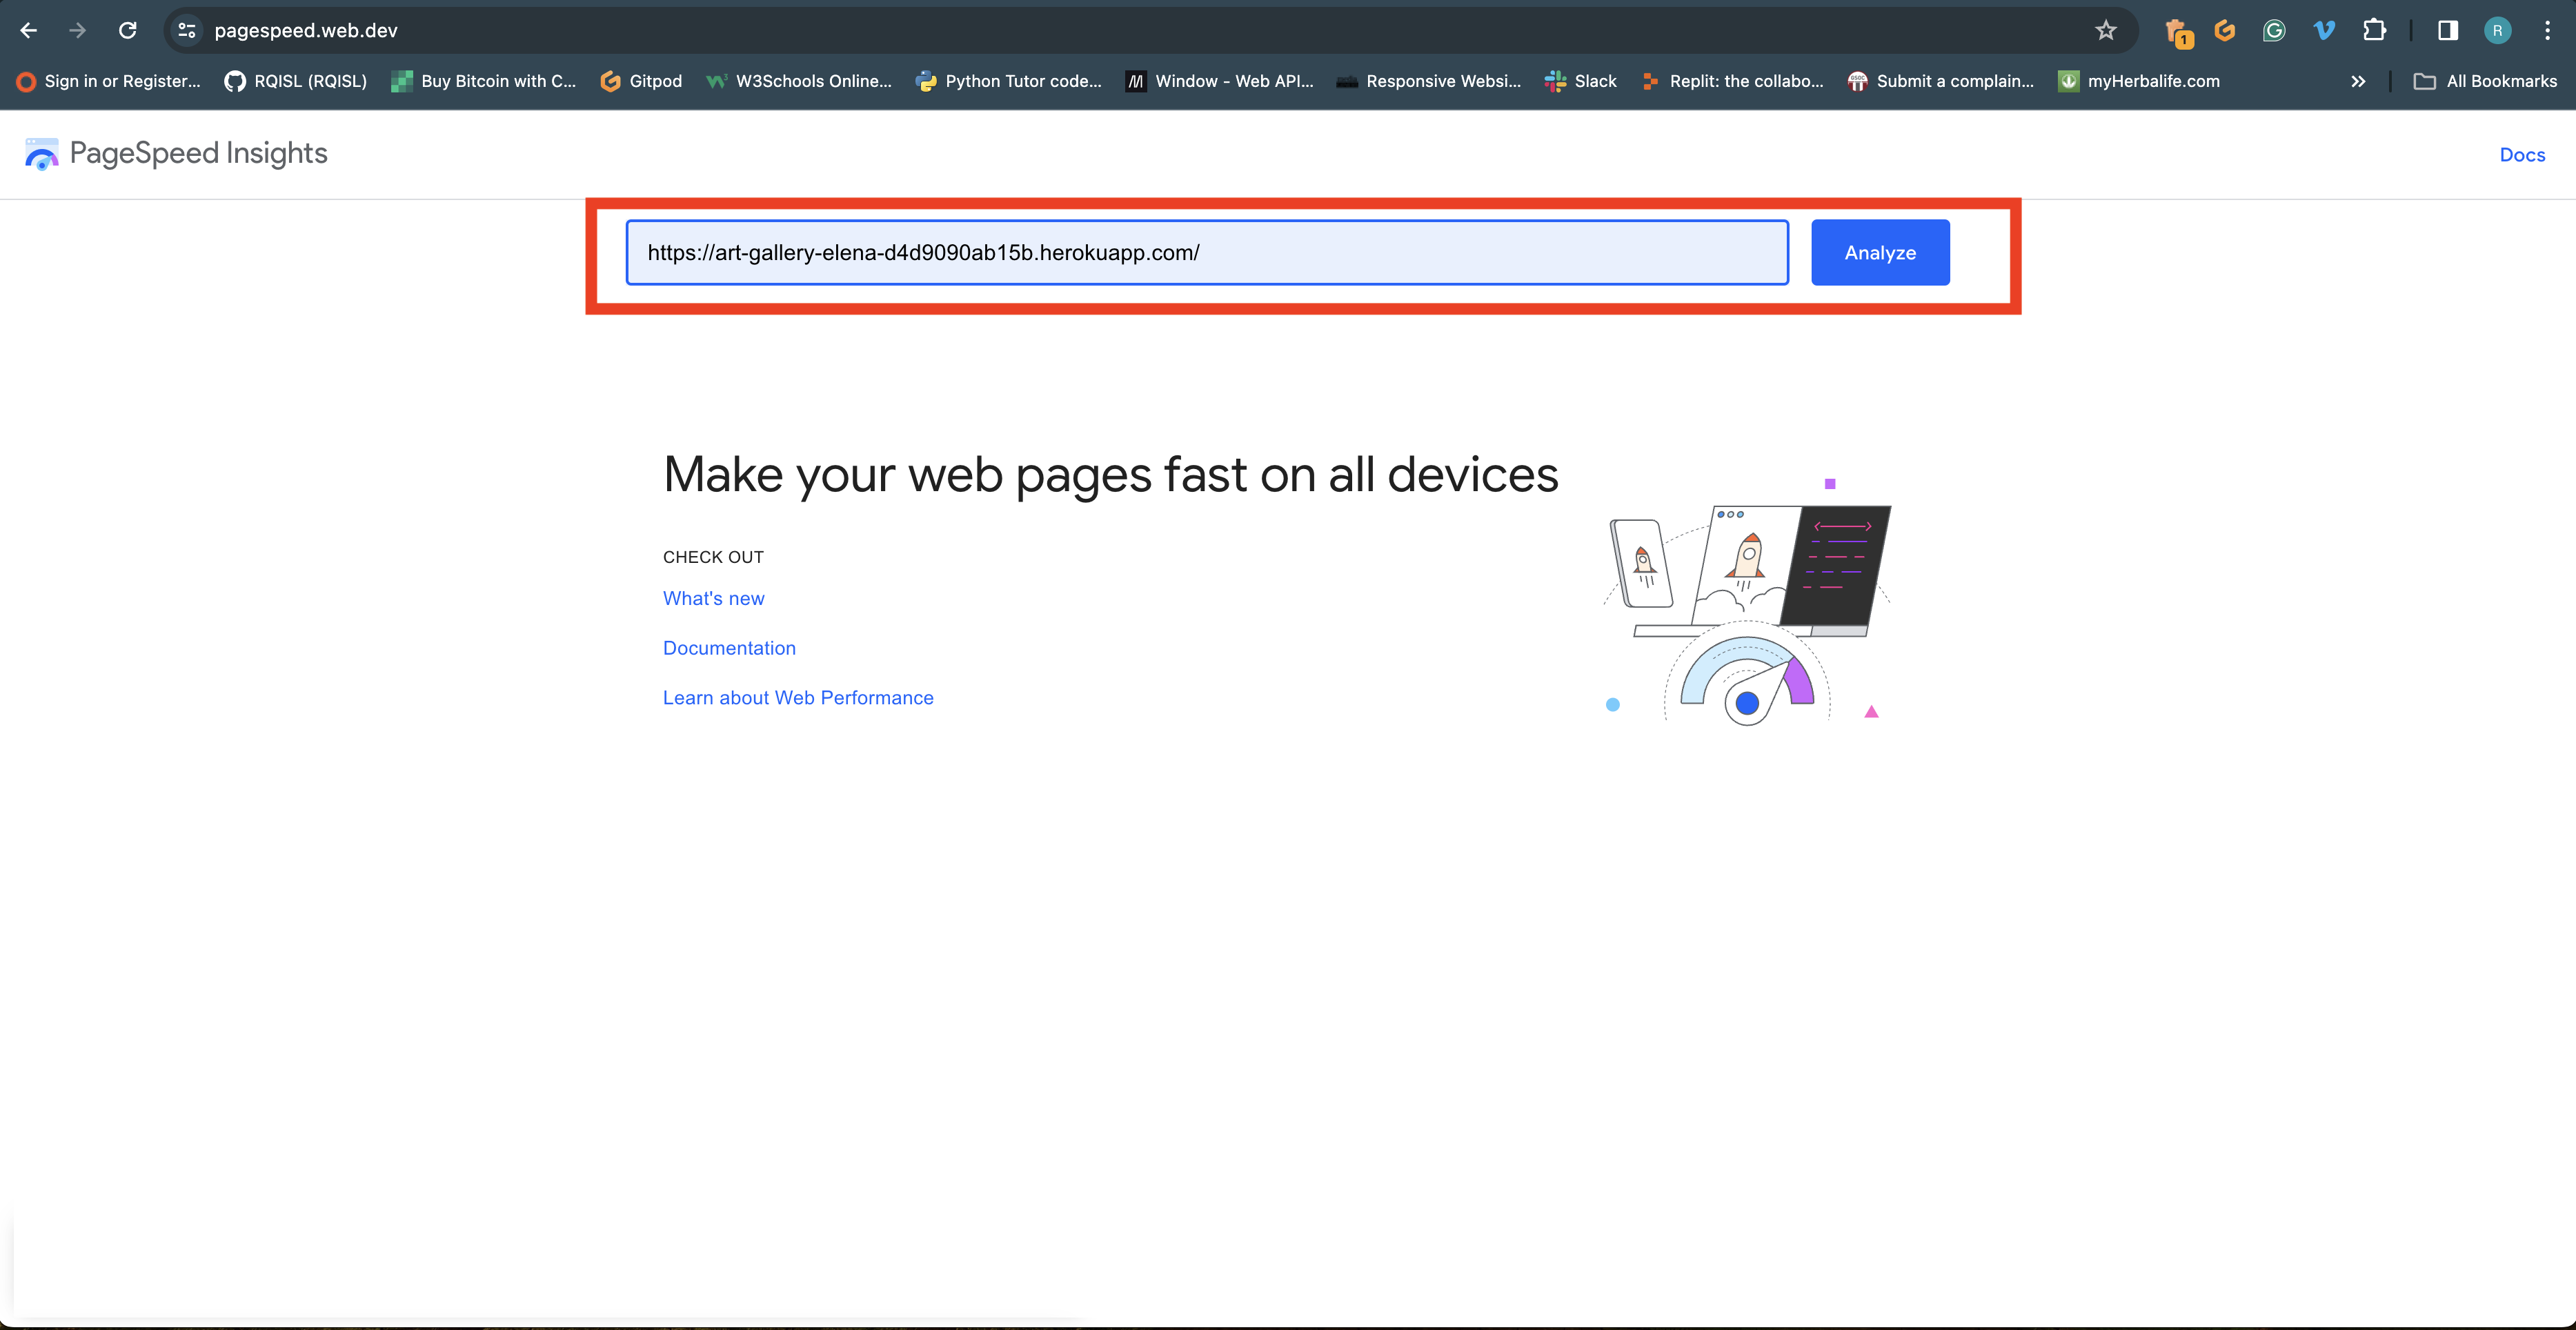 pagespeed.web.dev
1
R
Sign in or Register... RQISL (RQISL) Buy Bitcoin with C... Gitpod W3Schools Online... Python Tutor code... Window - Web API... Responsive Websi... Slack Replit: the collabo... Submit a complain... myHerbalife.com » All Bookmarks
PageSpeed Insights Docs
https://art-gallery-elena-d4d9090ab15b.herokuapp.com/ Analyze
Make your web pages fast on all devices
CHECK OUT
What's new
Documentation
Learn about Web Performance